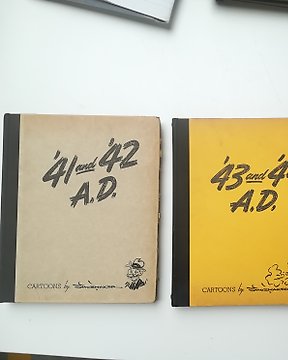 '41 and '42
A.D.
CARTOONS by
'43 and '4
A.D.
CARTOONS by